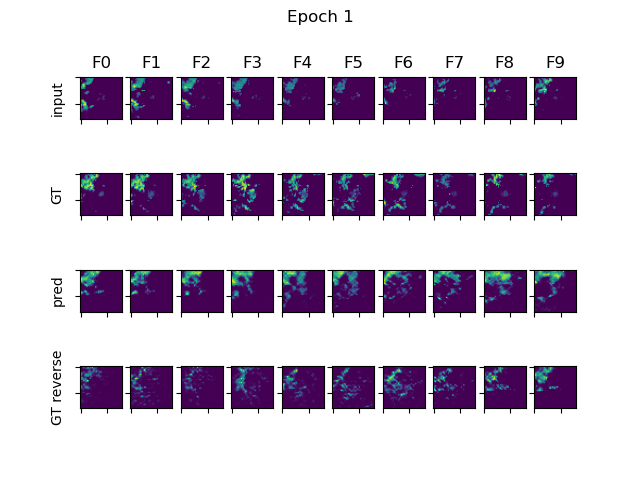 Epoch 1
F0 F1 F2 F3 F4 F5 F6 F7 F8 F9
input
GT
pred
GT reverse